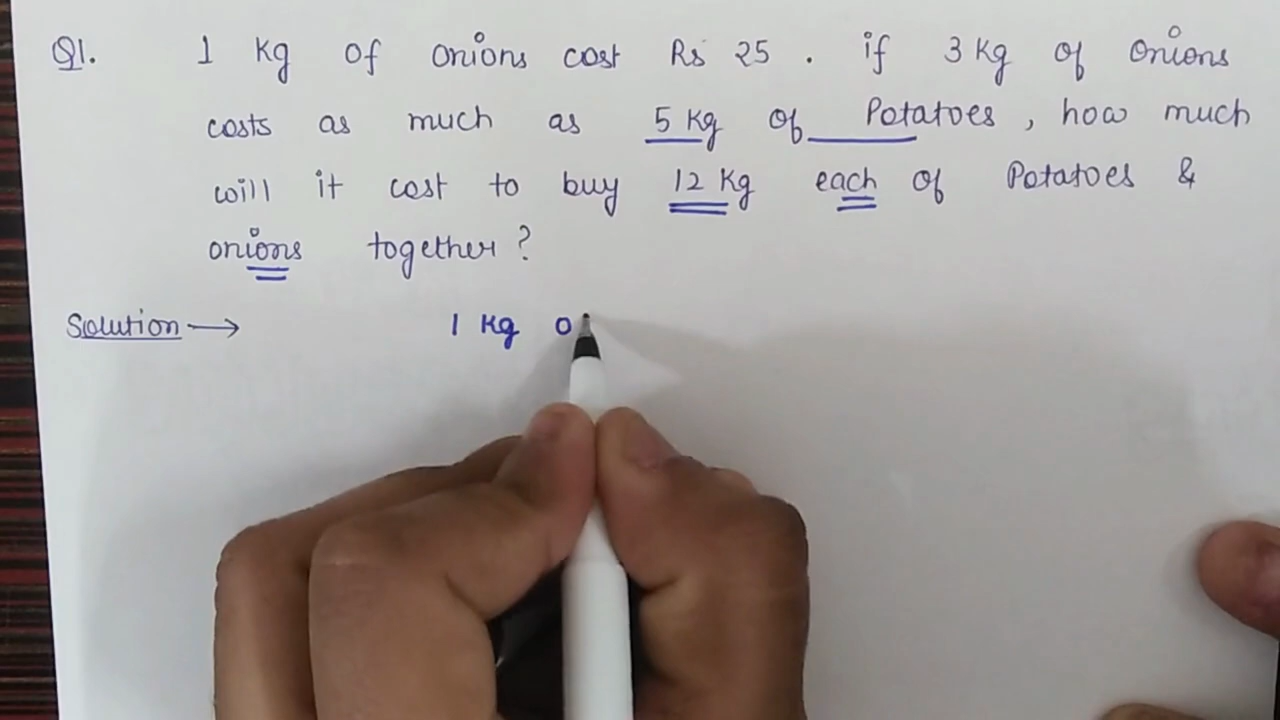 Q1. 1 Kg of onions cost Rs 25 . if 3 Kg of onions
costs as much as 5 Kg of Potatoes , how much
will it cost to buy 12 Kg each of Potatoes &
onions together ?
Solution → 1 Kg o